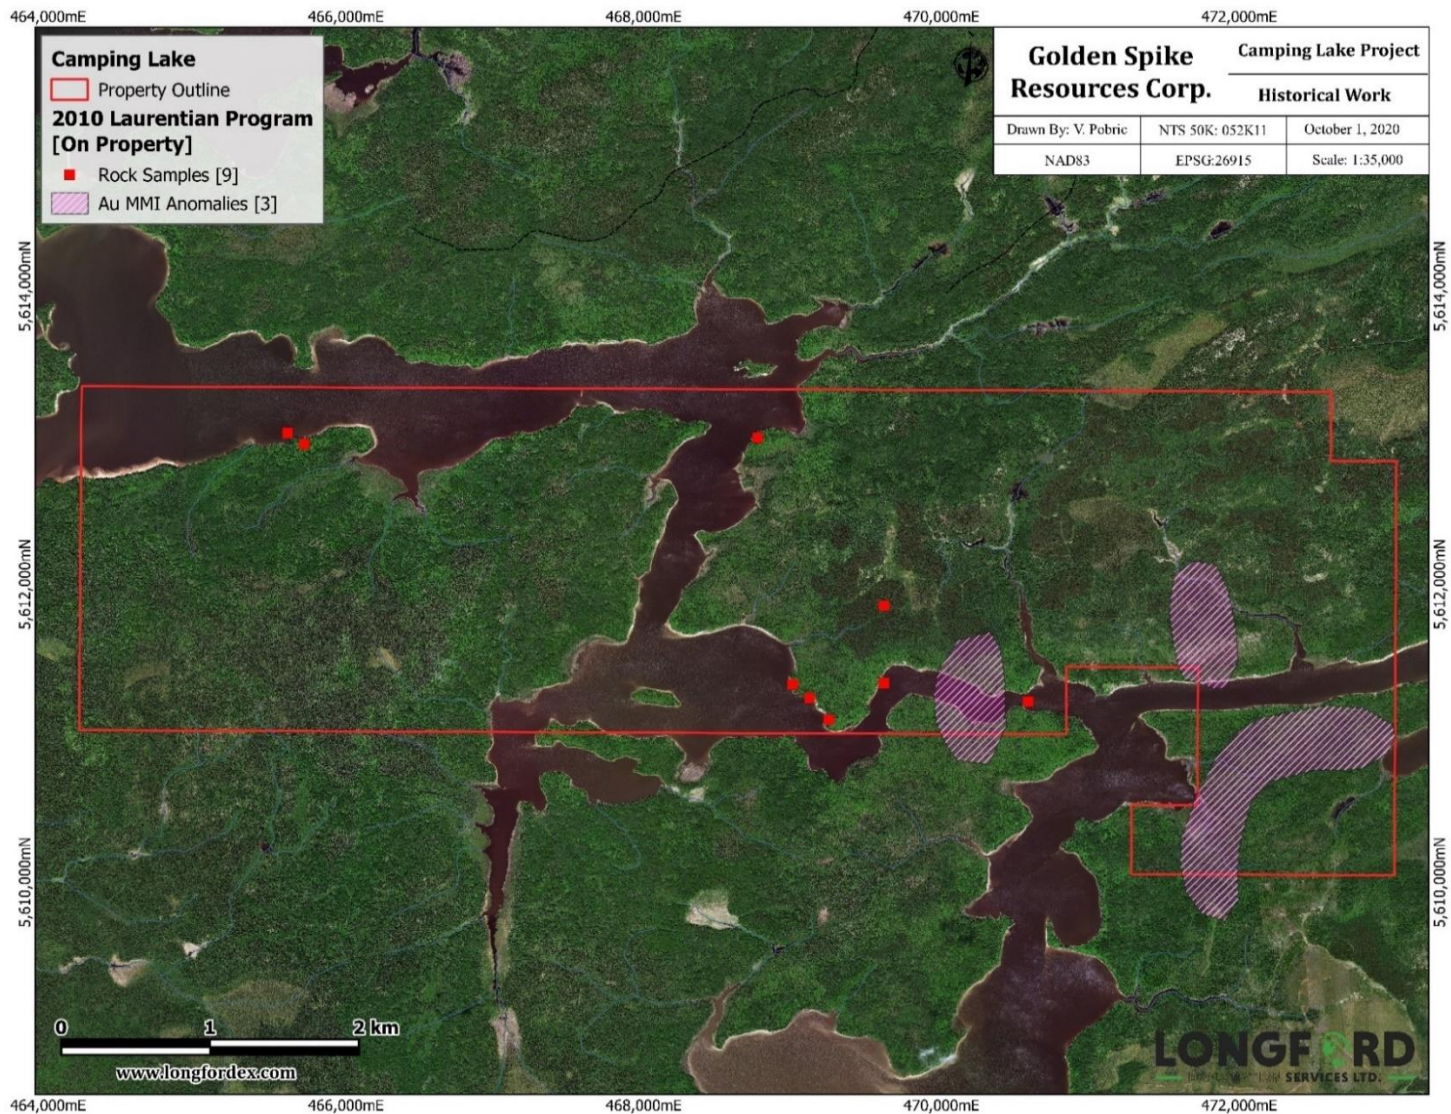 464,000mE
466,000mE
468,000mE
470,000mE
472,000mE
Camping Lake
Property Outline
2010 Laurentian Program
[On Property]
Rock Samples [9]
Au MMI Anomalies [3]
Golden Spike
Resources Corp.
Camping Lake Project
Historical Work
Drawn By: V. Pobric
NTS 50K: 052K11
October 1, 2020
NAD83
EPSG:26915
Scale: 1:35,000
5,614,000mN
5,614,000mN
5,612,000mN
5,612,000mN
5,610,000mN
5,610,000mN
0 1 2 km
www.longfordex.com
LONGFORD
SERVICES LTD.
464,000mE
466,000mE
468,000mE
470,000mE
472,000mE